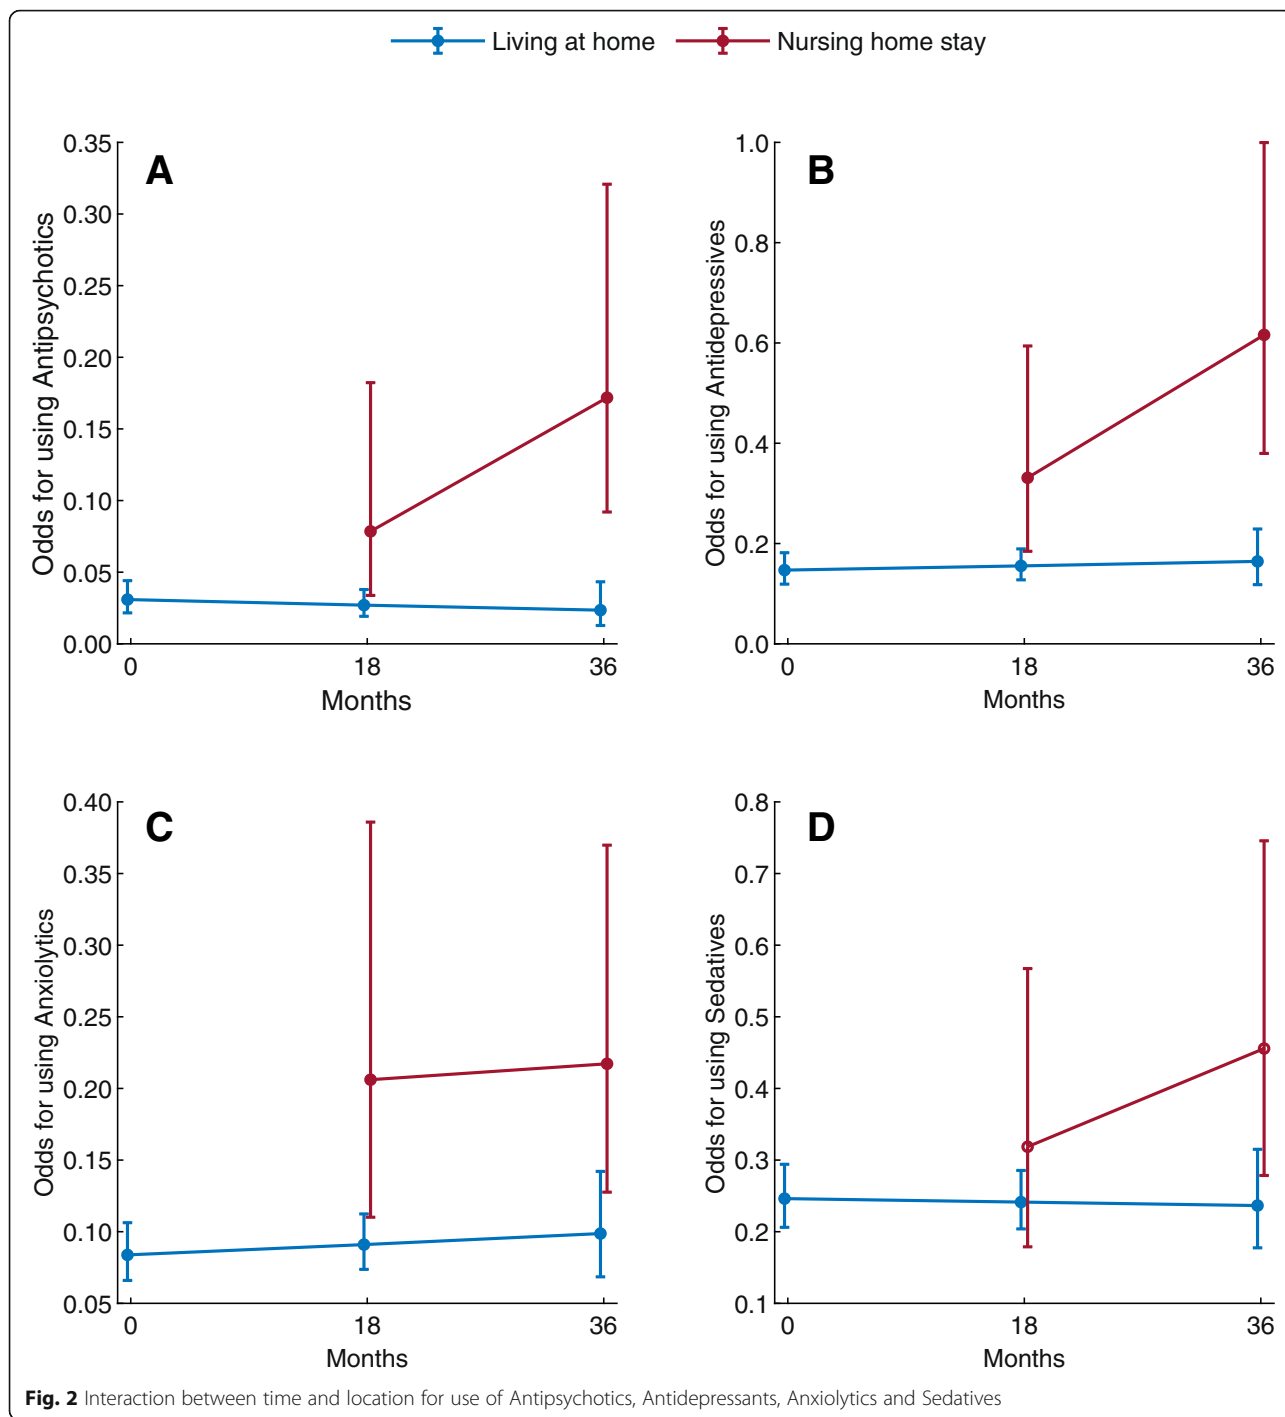 Living at home Nursing home stay
A
Odds for using Antipsychotics
0.35
0.30
0.25
0.20
0.15
0.10
0.05
0.00
0 18 36
Months
B
Odds for using Antidepressives
1.0
0.8
0.6
0.4
0.2
0.0
0 18 36
Months
C
Odds for using Anxiolytics
0.40
0.35
0.30
0.25
0.20
0.15
0.10
0.05
0 18 36
Months
D
Odds for using Sedatives
0.8
0.7
0.6
0.5
0.4
0.3
0.2
0.1
0 18 36
Months
Fig. 2 Interaction between time and location for use of Antipsychotics, Antidepressants, Anxiolytics and Sedatives